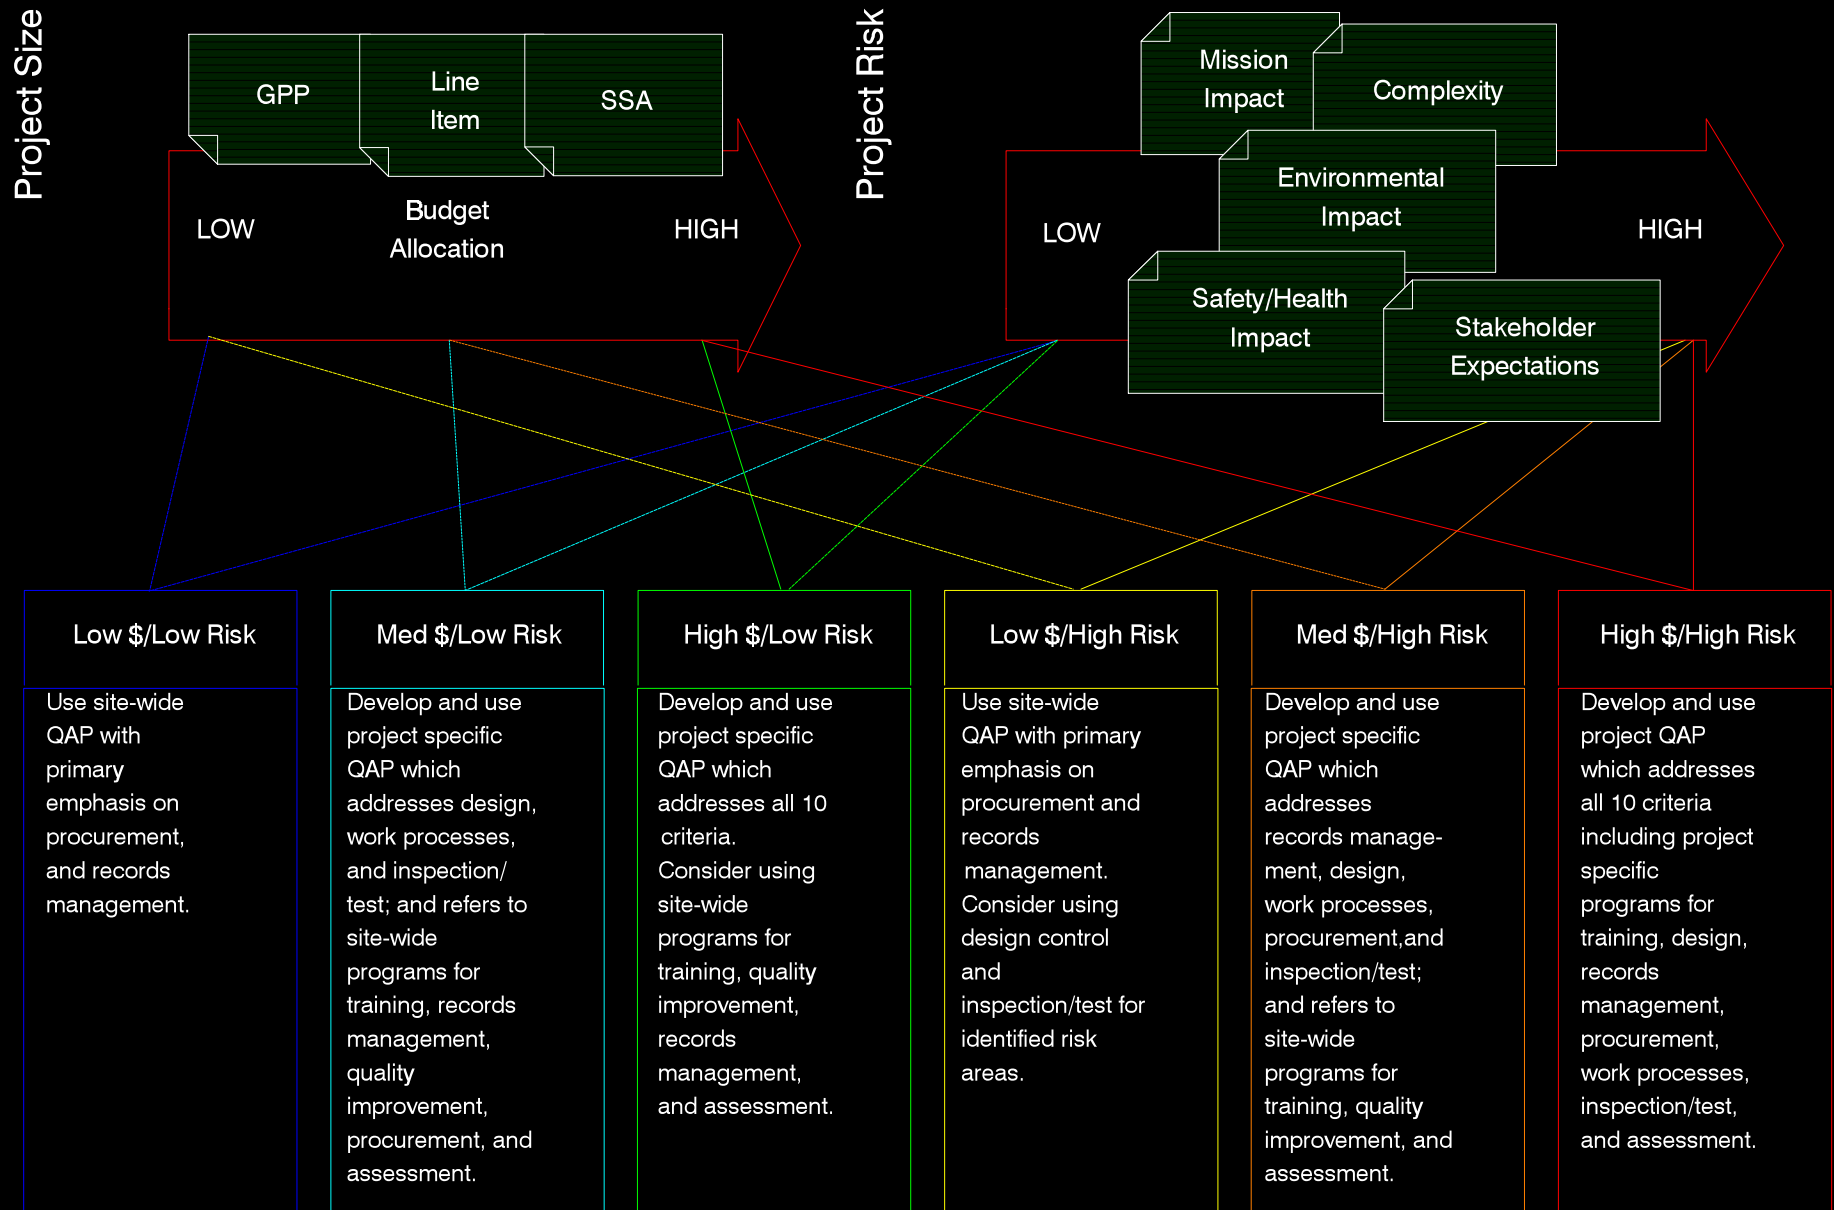 Project Size
GPP
Line
Item
SSA
LOW
Budget
Allocation
HIGH
Project Risk
Mission
Impact
Complexity
Environmental
Impact
LOW
HIGH
Safety/Health
Impact
Stakeholder
Expectations
Low $/Low Risk
Use site-wide
QAP with
primary
emphasis on
procurement,
and records
management.
Med $/Low Risk
Develop and use
project specific
QAP which
addresses design,
work processes,
and inspection/
test; and refers to
site-wide
programs for
training, records
management,
quality
improvement,
procurement, and
assessment.
High $/Low Risk
Develop and use
project specific
QAP which
addresses all 10
criteria.
Consider using
site-wide
programs for
training, quality
improvement,
records
management,
and assessment.
Low $/High Risk
Use site-wide
QAP with primary
emphasis on
procurement and
records
management.
Consider using
design control
and
inspection/test for
identified risk
areas.
Med $/High Risk
Develop and use
project specific
QAP which
addresses
records manage-
ment, design,
work processes,
procurement,and
inspection/test;
and refers to
site-wide
programs for
training, quality
improvement, and
assessment.
High $/High Risk
Develop and use
project QAP
which addresses
all 10 criteria
including project
specific
programs for
training, design,
records
management,
procurement,
work processes,
inspection/test,
and assessment.